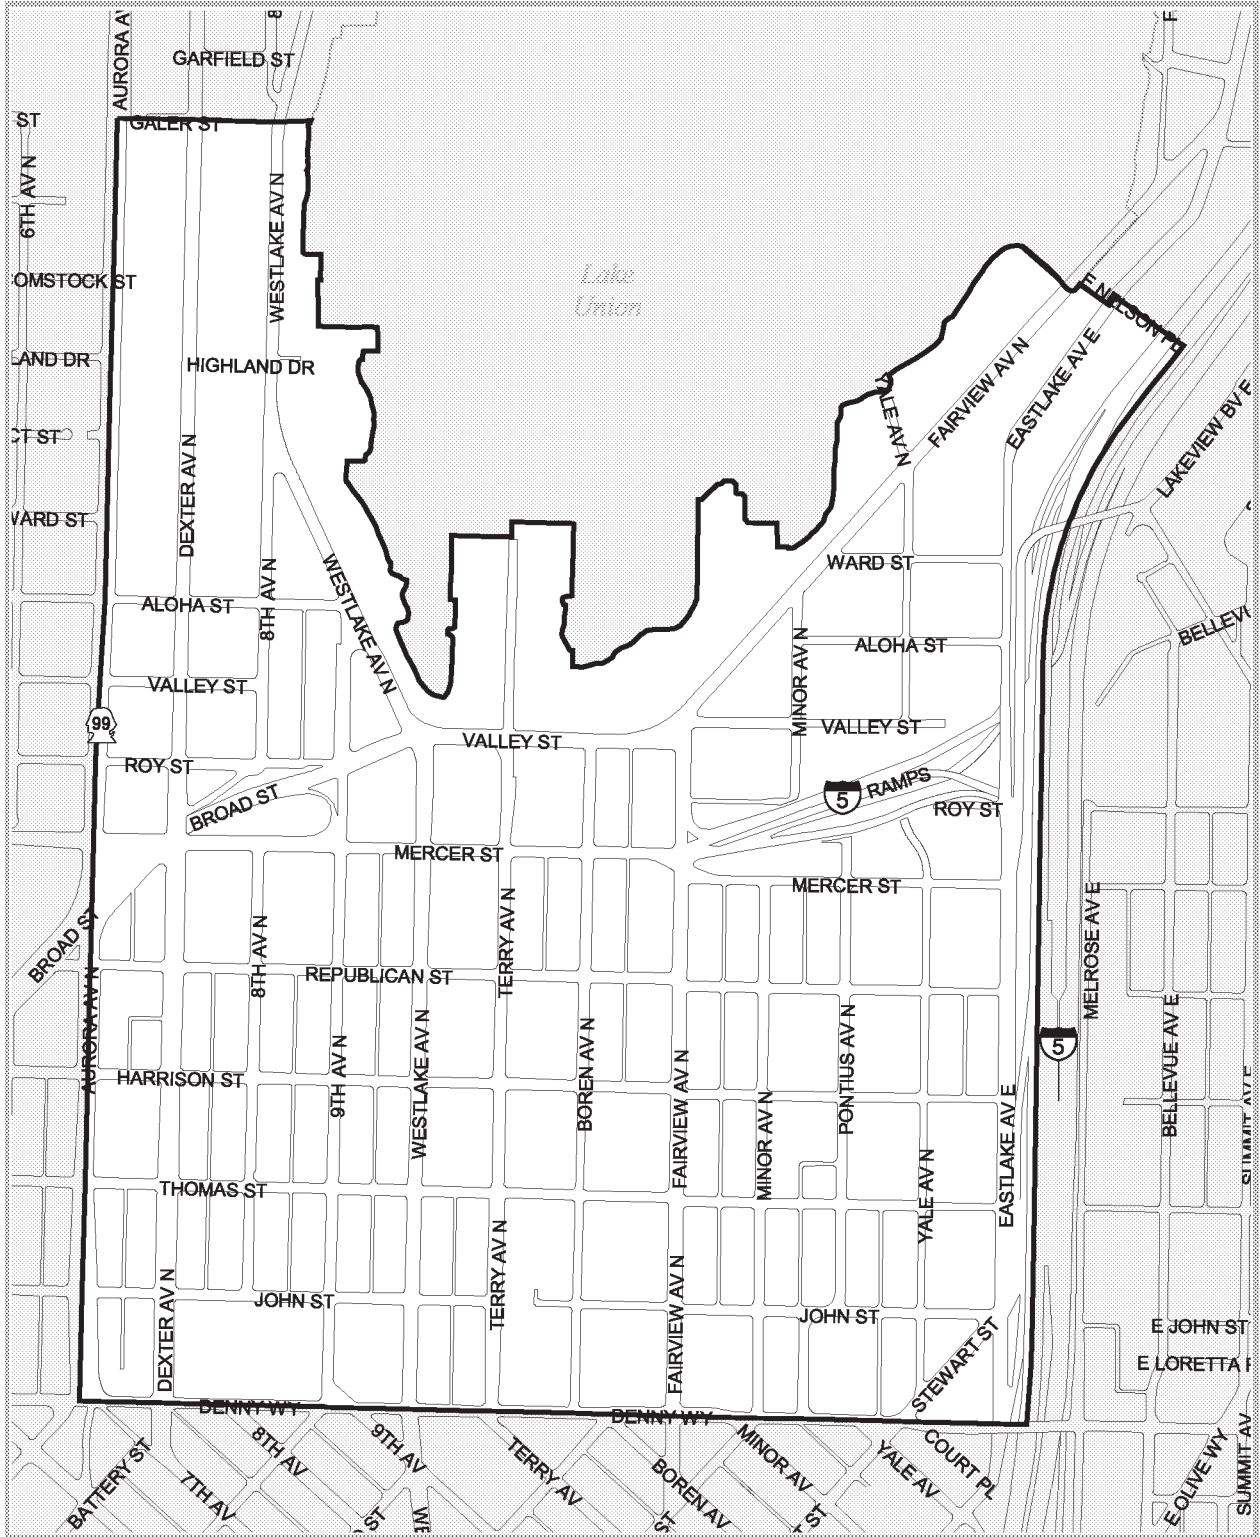 AURORA A
8
F
GARFIELD ST
ST
GALER ST
6TH AV N
WESTLAKE AV N
OMSTOCK ST
Lake
Union
E NELSON PL
LAND DR
HIGHLAND DR
YALE AV N
FAIRVIEW AV N
EASTLAKE AV E
LAKEVIEW BV E
CT ST
DEXTER AV N
WARD ST
WARD ST
8TH AV N
WESTLAKE AV N
ALOHA ST
MINOR AV N
ALOHA ST
BELLEVU
VALLEY ST
99
VALLEY ST
VALLEY ST
ROY ST
BROAD ST
5
RAMPS
ROY ST
MERCER ST
MERCER ST
BROAD ST
8TH AV N
TERRY AV N
MELROSE AV E
REPUBLICAN ST
AURORA AV N
9TH AV N
WESTLAKE AV N
BOREN AV N
FAIRVIEW AV N
PONTIUS AV N
5
BELLEVUE AV E
HARRISON ST
MINOR AV N
EASTLAKE AV E
SUMMIT AV E
THOMAS ST
YALE AV N
DEXTER AV N
JOHN ST
TERRY AV N
FAIRVIEW AV N
JOHN ST
STEWART ST
E JOHN ST
E LORETTA
DENNY WY
DENNY WY
BATTERY ST
7TH AV
8TH AV
9TH AV
WE
ST
TERRY AV
BOREN AV
ST
MINOR AV
T ST
YALE AV
COURT PL
E OLIVE WY
SUMMIT AV